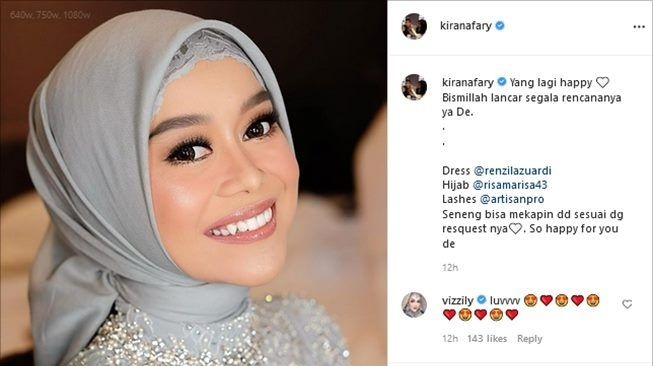 640w, 750w, 1080w
kiranafary
kiranafary Yang lagi happy ♡
Bismillah lancar segala rencananya
ya De.
.
.
Dress @renzilazuardi
Hijab @risamarisa43
Lashes @artisanpro
Seneng bisa mekapin dd sesuai dg
resquest nya♡. So happy for you
de
12h
vizzily luvvvv 😍❤️😍❤️😍
❤️😍❤️😍❤️
12h 143 likes Reply